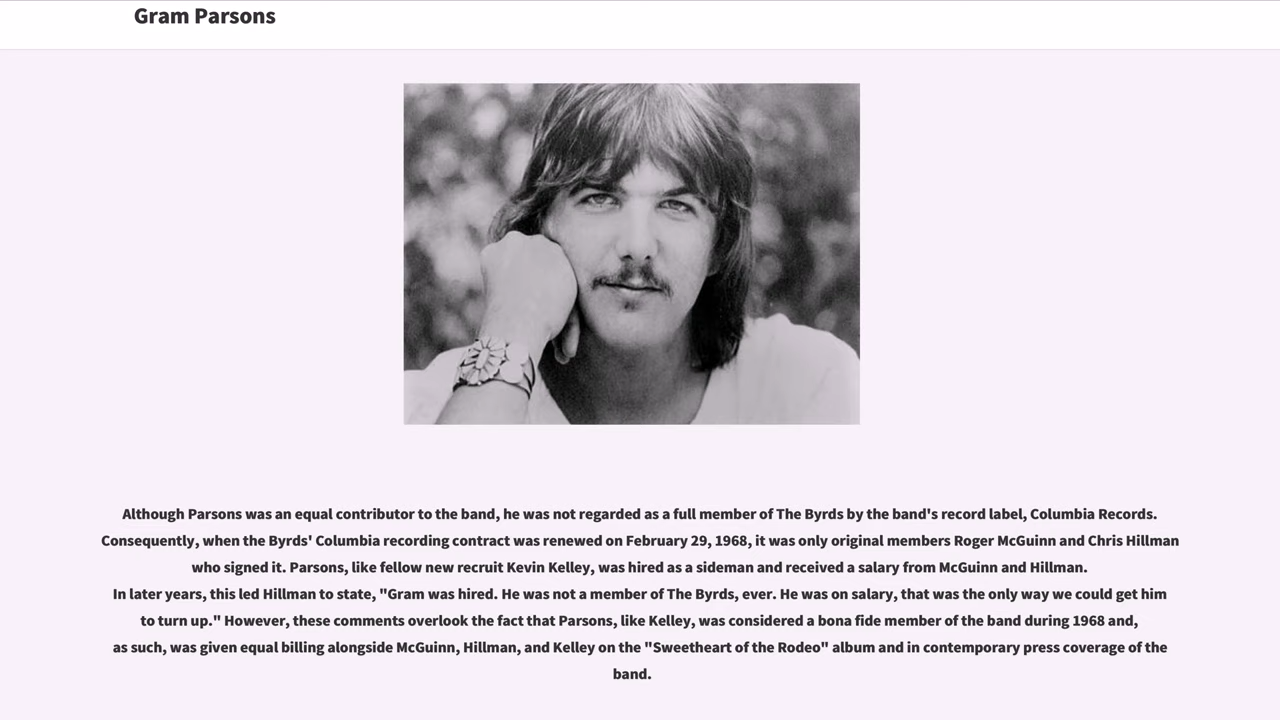 Gram Parsons
Although Parsons was an equal contributor to the band, he was not regarded as a full member of The Byrds by the band's record label, Columbia Records.
Consequently, when the Byrds' Columbia recording contract was renewed on February 29, 1968, it was only original members Roger McGuinn and Chris Hillman
who signed it. Parsons, like fellow new recruit Kevin Kelley, was hired as a sideman and received a salary from McGuinn and Hillman.
In later years, this led Hillman to state, "Gram was hired. He was not a member of The Byrds, ever. He was on salary, that was the only way we could get him
to turn up." However, these comments overlook the fact that Parsons, like Kelley, was considered a bona fide member of the band during 1968 and,
as such, was given equal billing alongside McGuinn, Hillman, and Kelley on the "Sweetheart of the Rodeo" album and in contemporary press coverage of the
band.